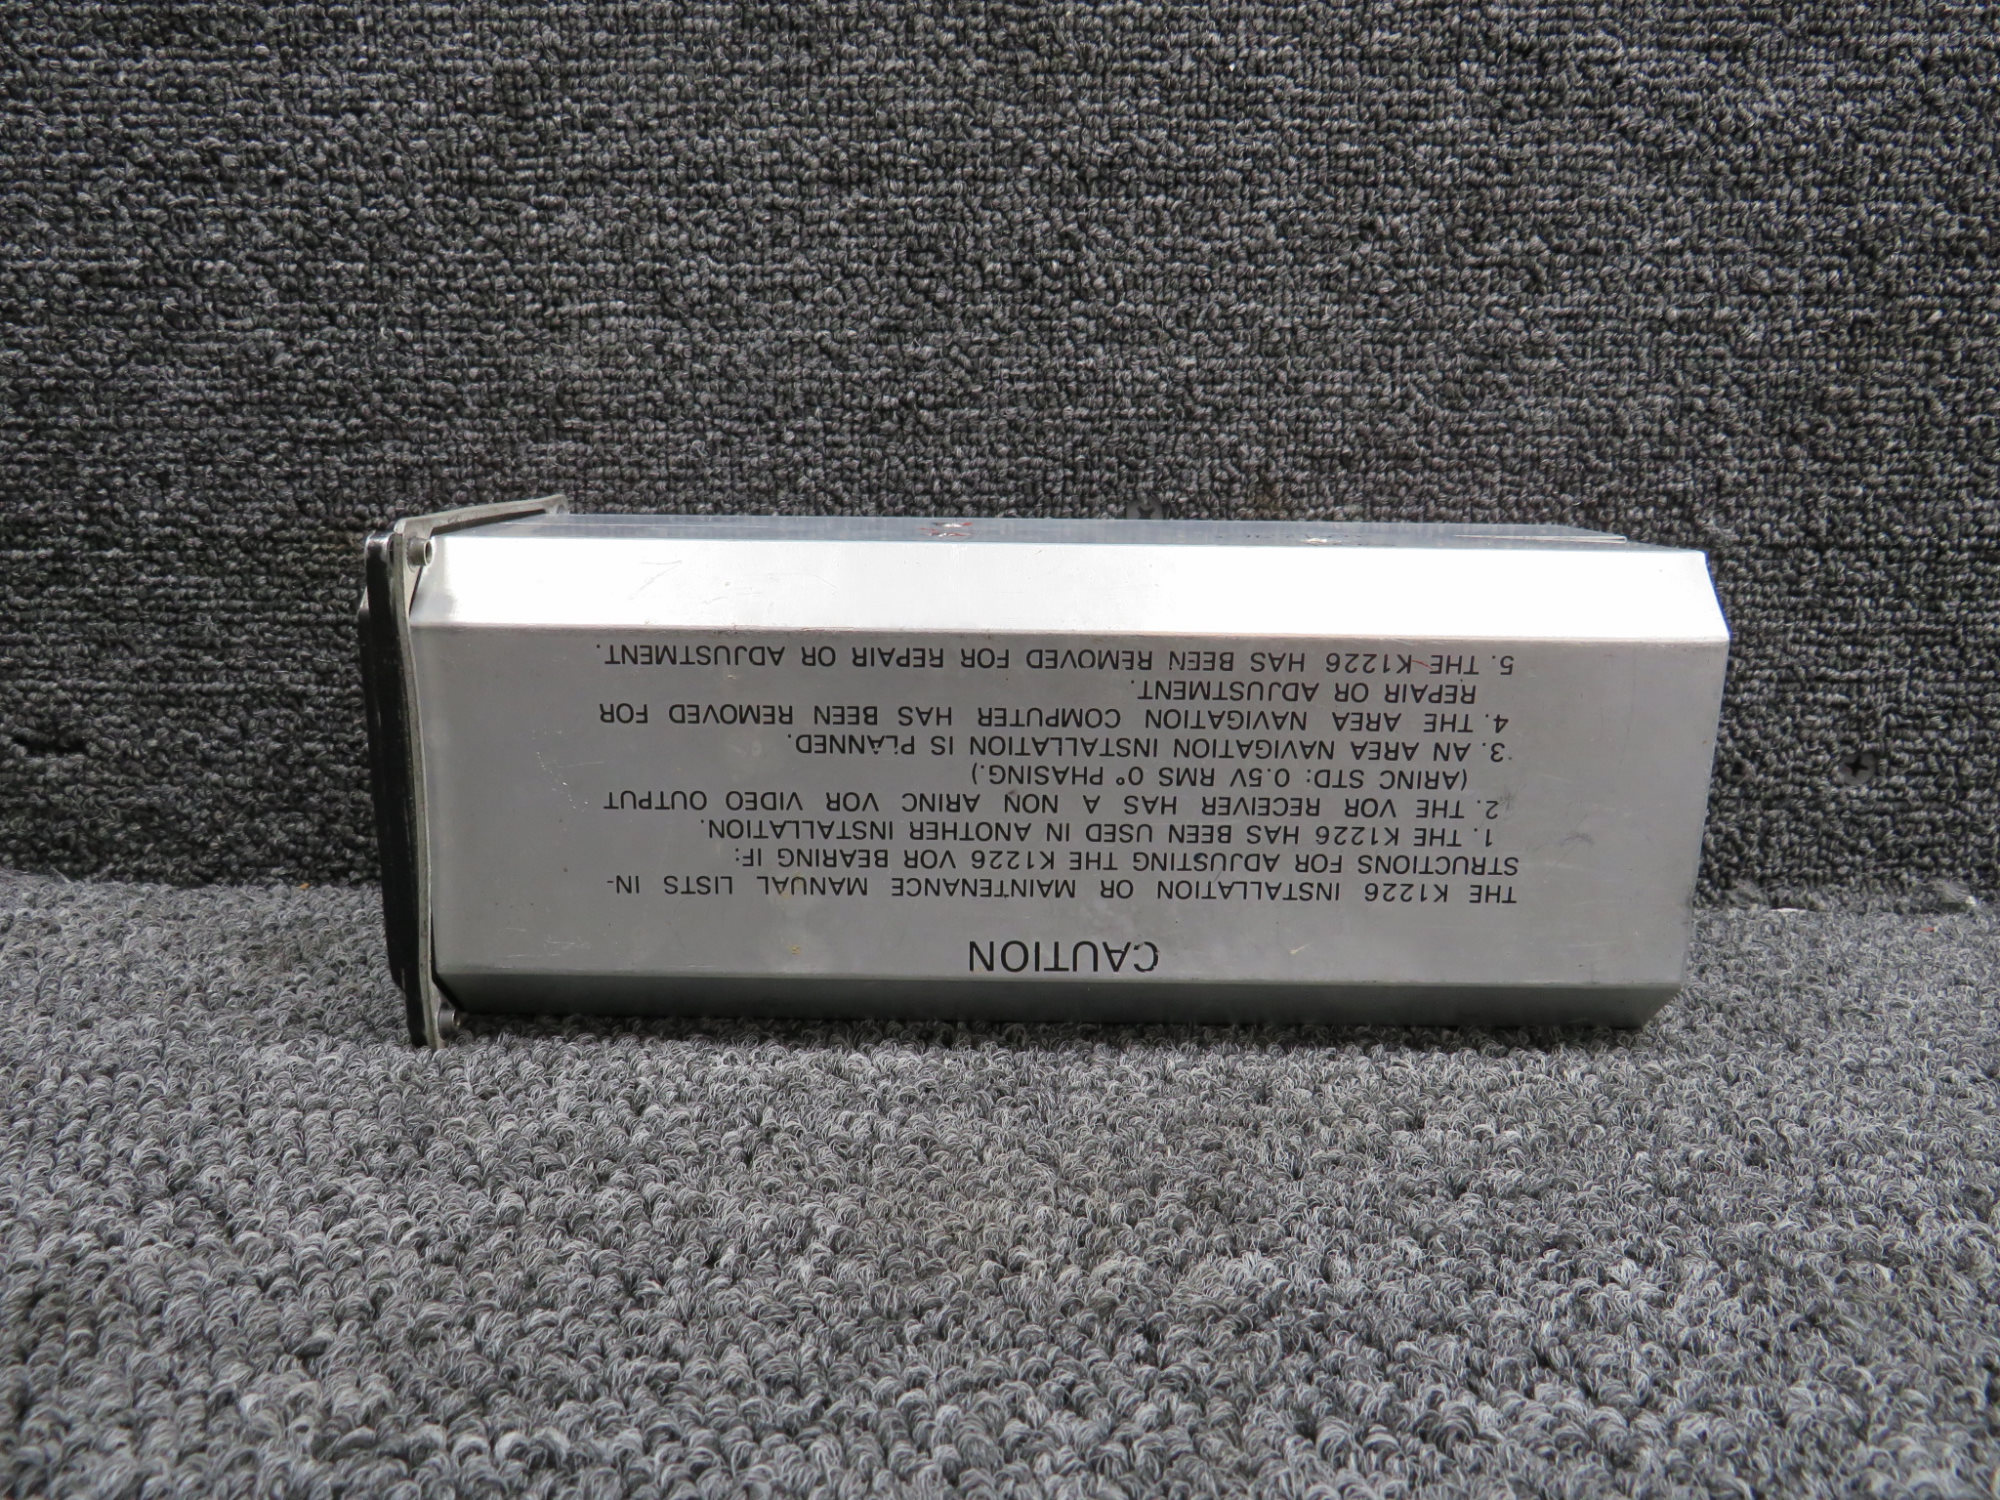 CAUTION
THE K1226 INSTALLATION OR MAINTENANCE MANUAL LISTS IN-
STRUCTIONS FOR ADJUSTING THE K1226 VOR BEARING IF:
1. THE K1226 HAS BEEN USED IN ANOTHER INSTALLATION.
2. THE VOR RECEIVER HAS A NON ARINC VOR VIDEO OUTPUT
(ARINC STD: 0.5V RMS 0° PHASING.)
3. AN AREA NAVIGATION INSTALLATION IS PLANNED.
4. THE AREA NAVIGATION COMPUTER HAS BEEN REMOVED FOR
REPAIR OR ADJUSTMENT.
5. THE K1226 HAS BEEN REMOVED FOR REPAIR OR ADJUSTMENT.